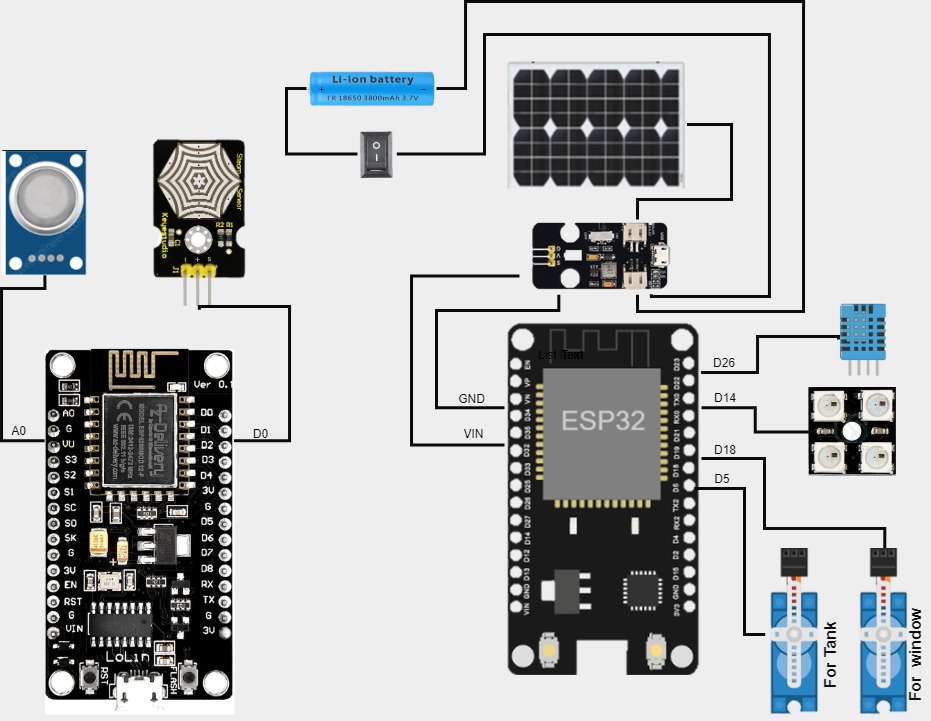 Li-ion battery
+ −
TR 18650 3800mAh 3.7V
O
I
Steam Sensor
Keyestudio
R2 R1
C1
J1
I + S
Ver 0.1
A0
G
VU
S3
S2
S1
SC
SO
SK
G
3V
EN
RST
G
VIN
D0
D1
D2
D3
D4
3V
G
D5
D6
D7
D8
RX
TX
G
3V
Az-Delivery
LoLin
RST
FLASH
A0
D0
List Text
ESP32
EN
VP
VN
D34
D35
D32
D33
D25
D26
D27
D14
D12
D13
GND
VIN
D23
D22
TX0
RX0
D21
D19
D18
D5
TX2
RX2
D4
D2
D15
GND
3V3
GND
VIN
D26
D14
D18
D5
For Tank
For window